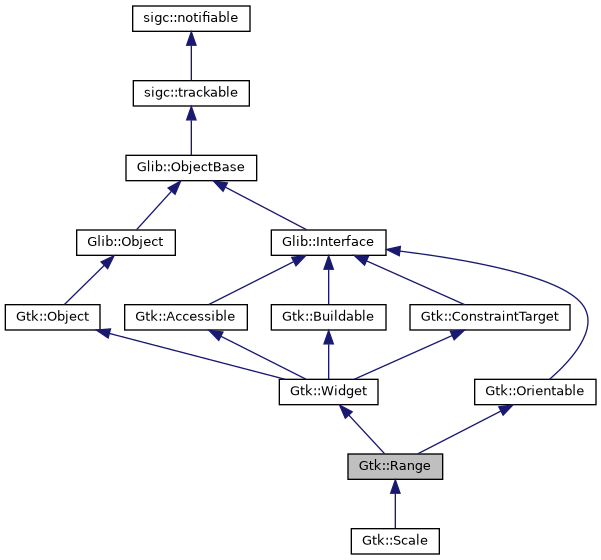 sigc::notifiable
sigc::trackable
Glib::ObjectBase
Glib::Object
Glib::Interface
Gtk::Object
Gtk::Accessible
Gtk::Buildable
Gtk::ConstraintTarget
Gtk::Widget
Gtk::Orientable
Gtk::Range
Gtk::Scale